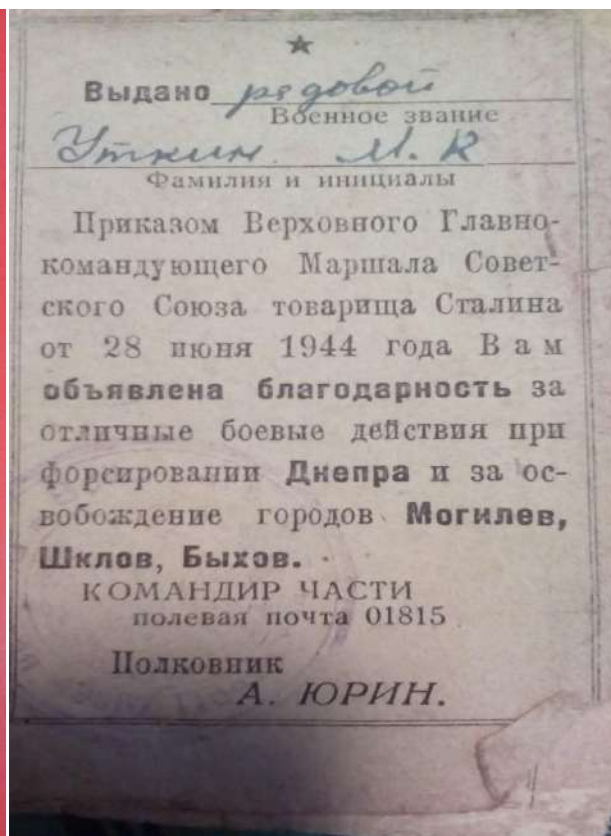 Выдано рядовой
Военное звание
Уткин М. К
Фамилия и инициалы
Приказом Верховного Главно-
командующего Маршала Совет-
ского Союза товарища Сталина
от 28 июня 1944 года Вам
объявлена благодарность за
отличные боевые действия при
форсировании Днепра и за ос-
вобождение городов Могилев,
Шклов, Быхов.
КОМАНДИР ЧАСТИ
полевая почта 01815
Полковник
А. ЮРИН.